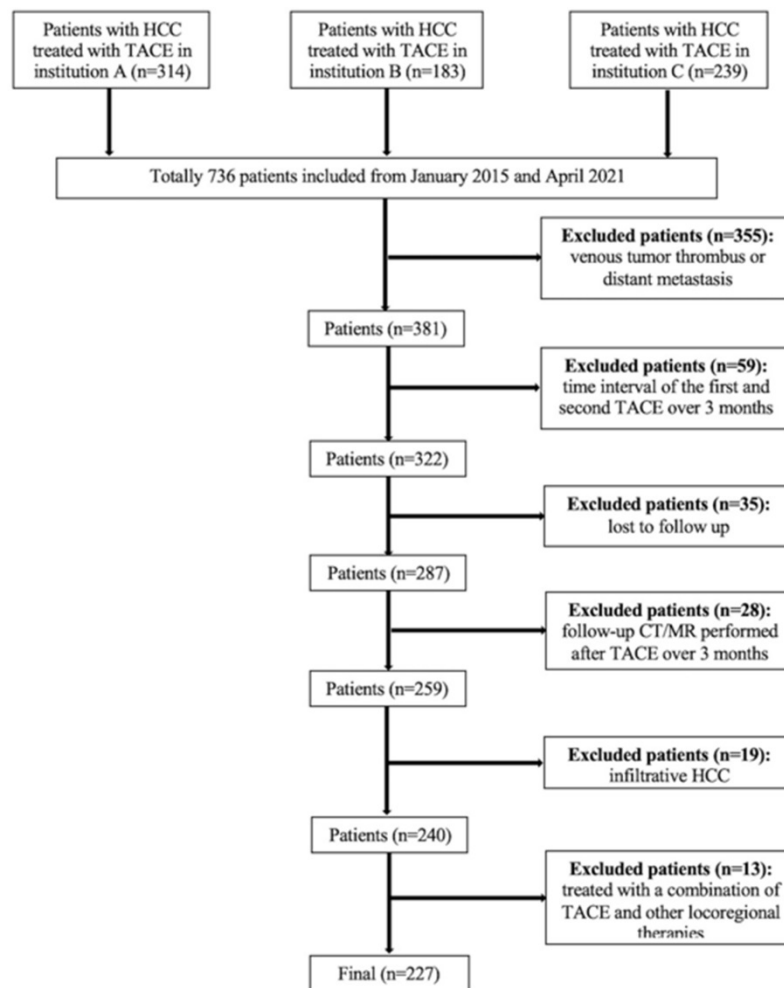 Patients with HCC
treated with TACE in
institution A (n=314)
Patients with HCC
treated with TACE in
institution B (n=183)
Patients with HCC
treated with TACE in
institution C (n=239)
Totally 736 patients included from January 2015 and April 2021
Excluded patients (n=355):
venous tumor thrombus or
distant metastasis
Patients (n=381)
Excluded patients (n=59):
time interval of the first and
second TACE over 3 months
Patients (n=322)
Excluded patients (n=35):
lost to follow up
Patients (n=287)
Excluded patients (n=28):
follow-up CT/MR performed
after TACE over 3 months
Patients (n=259)
Excluded patients (n=19):
infiltrative HCC
Patients (n=240)
Excluded patients (n=13):
treated with a combination of
TACE and other locoregional
therapies
Final (n=227)